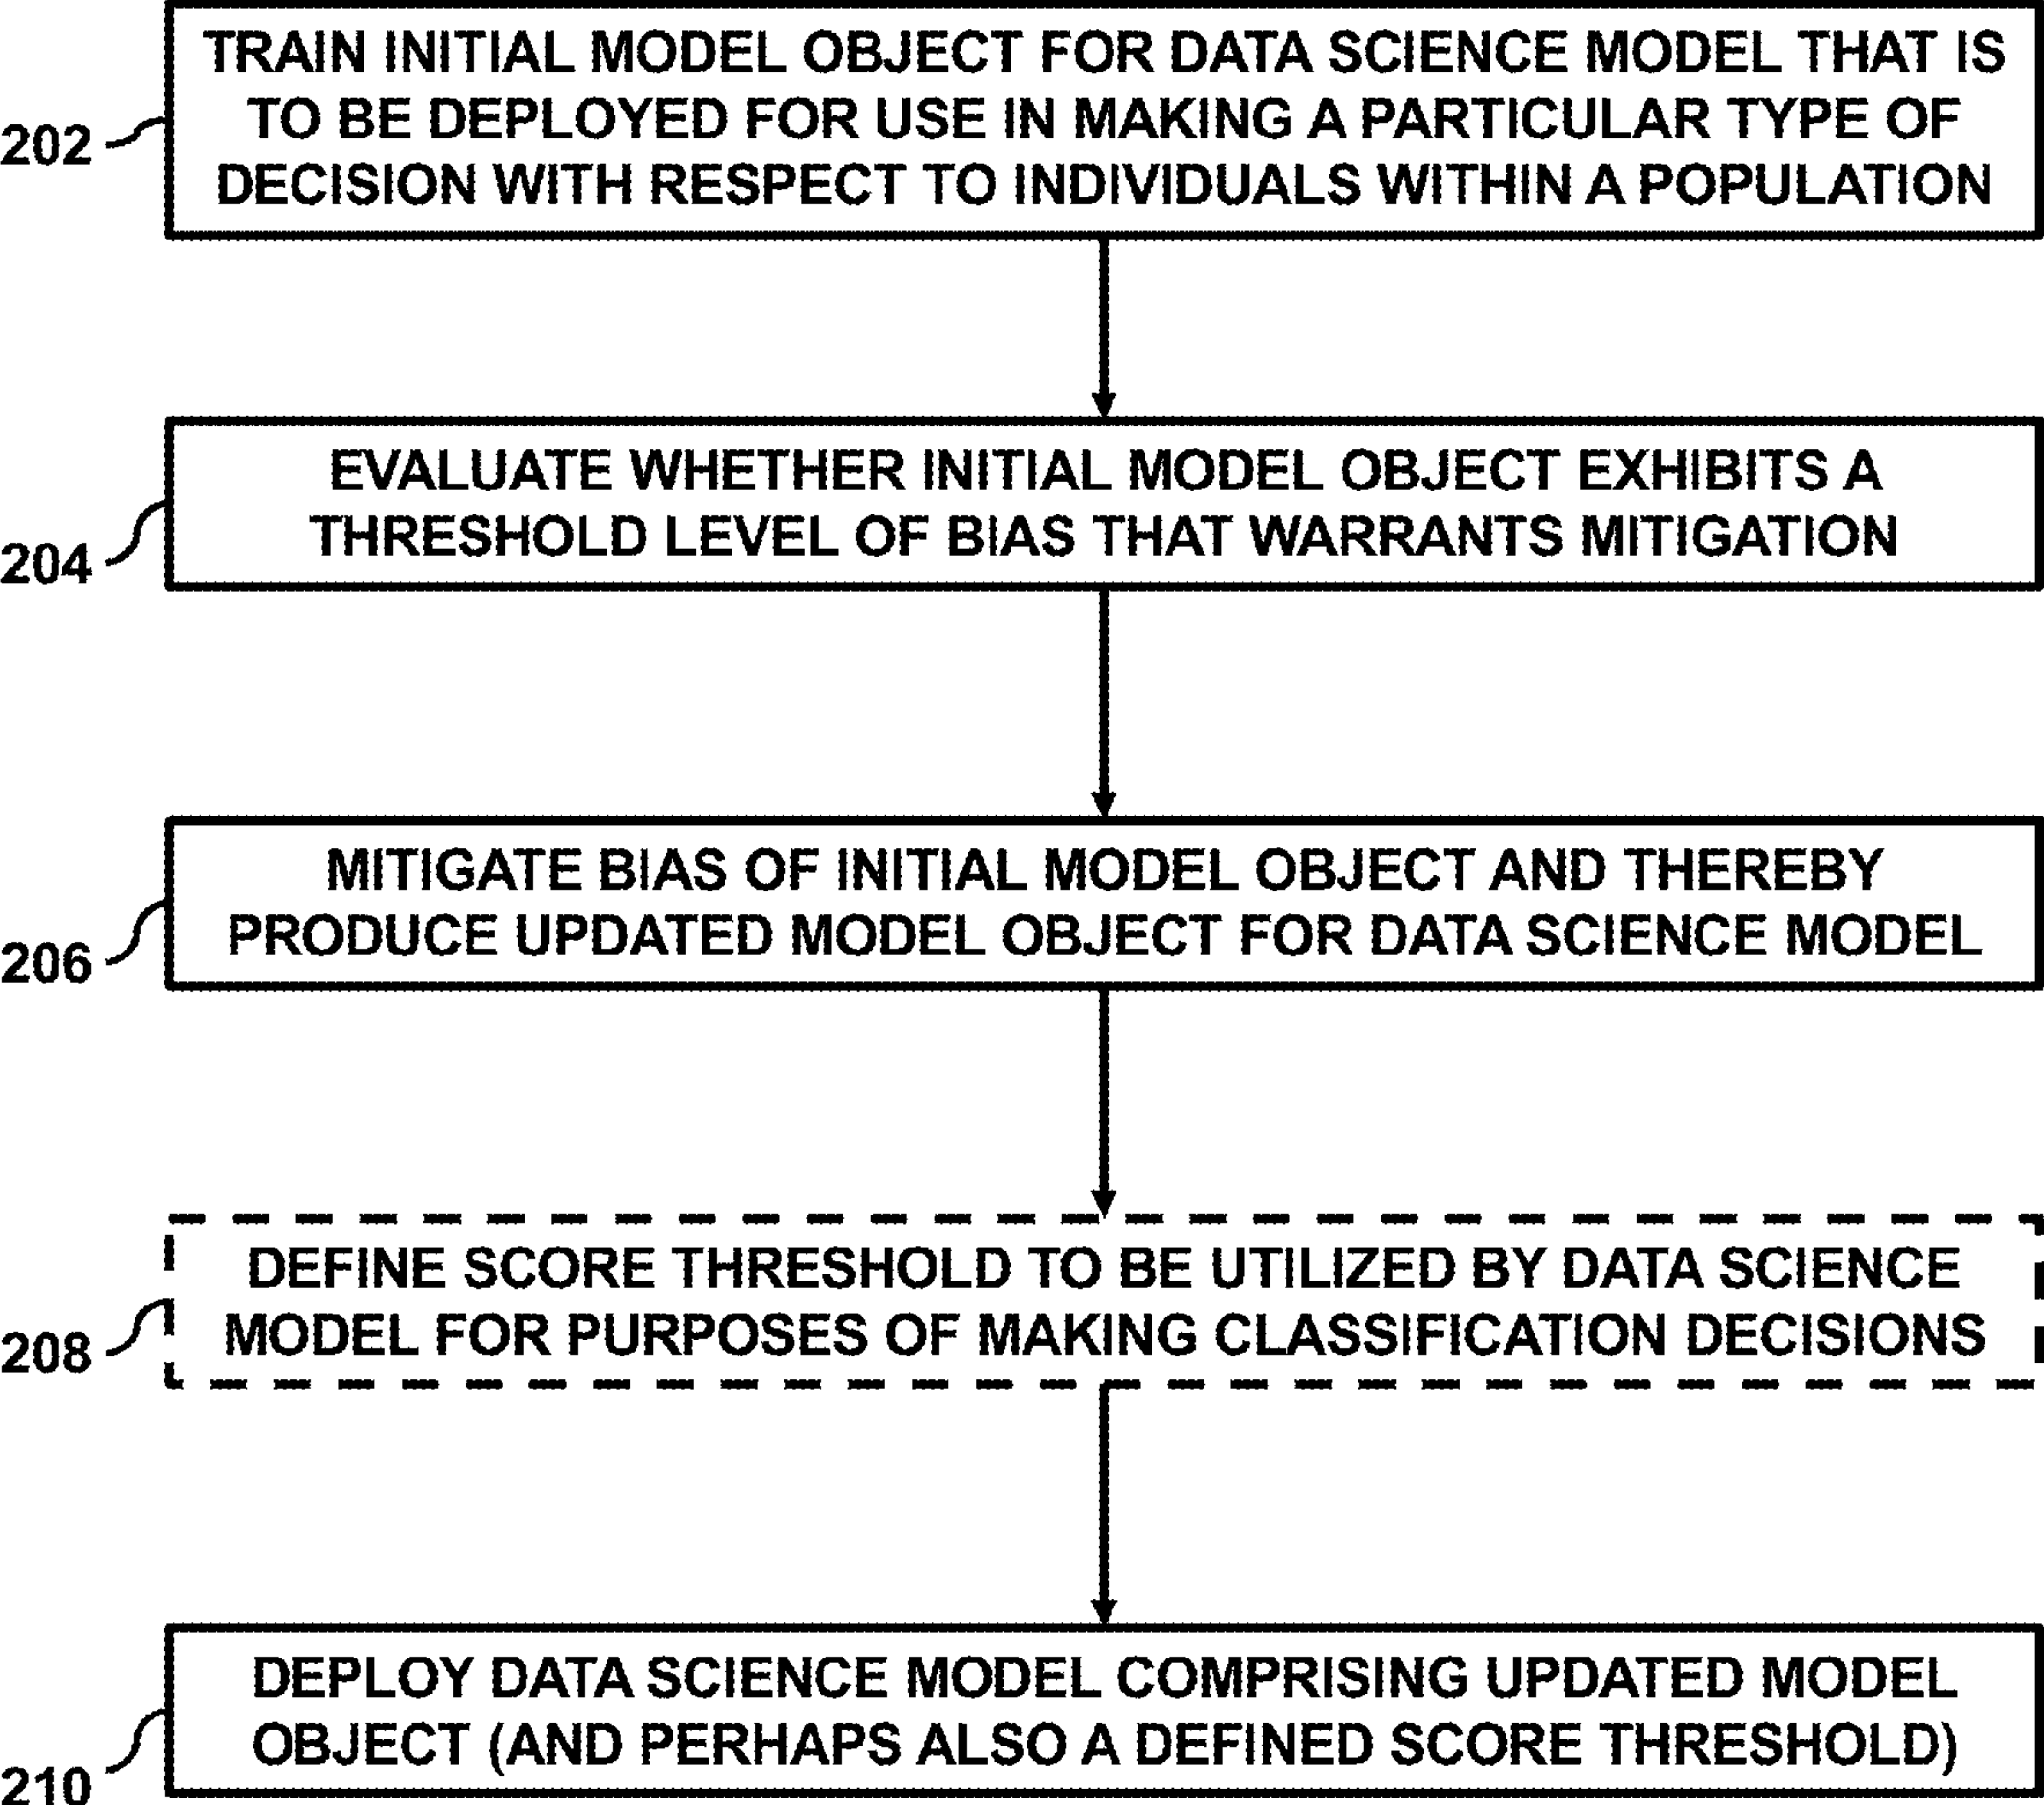 TRAIN INITIAL MODEL OBJECT FOR DATA SCIENCE MODEL THAT IS
TO BE DEPLOYED FOR USE IN MAKING A PARTICULAR TYPE OF
DECISION WITH RESPECT TO INDIVIDUALS WITHIN A POPULATION
202
EVALUATE WHETHER INITIAL MODEL OBJECT EXHIBITS A
THRESHOLD LEVEL OF BIAS THAT WARRANTS MITIGATION
204
MITIGATE BIAS OF INITIAL MODEL OBJECT AND THEREBY
PRODUCE UPDATED MODEL OBJECT FOR DATA SCIENCE MODEL
206
DEFINE SCORE THRESHOLD TO BE UTILIZED BY DATA SCIENCE
MODEL FOR PURPOSES OF MAKING CLASSIFICATION DECISIONS
208
DEPLOY DATA SCIENCE MODEL COMPRISING UPDATED MODEL
OBJECT (AND PERHAPS ALSO A DEFINED SCORE THRESHOLD)
210